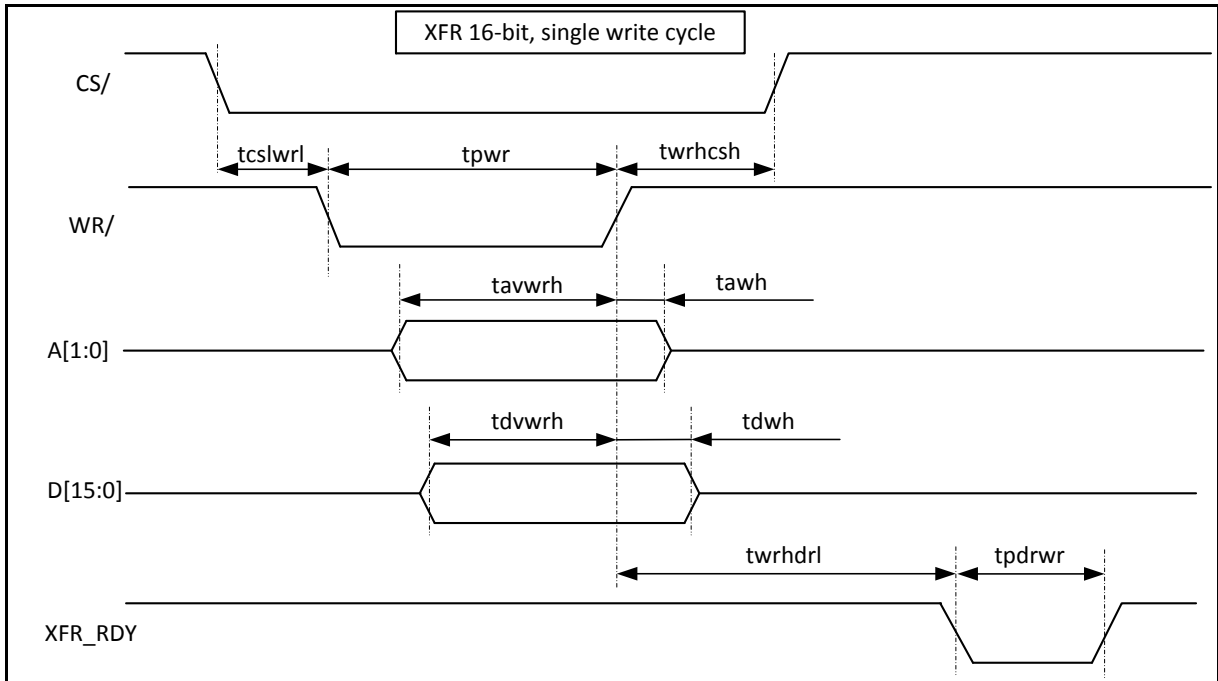 XFR 16-bit, single write cycle
CS/
tcslwrl tpwr twrhcsh
WR/
tavwrh tawh
A[1:0]
tdvwrh tdwh
D[15:0]
twrhdrl tpdrwr
XFR_RDY